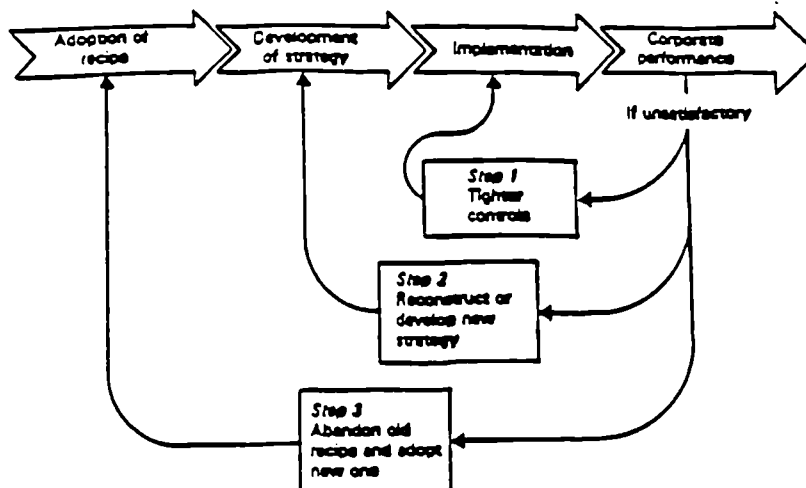 Adoption of
recipe
Development
of strategy
Implementation
Corporate
performance
If unsatisfactory
Step 1
Tighter
controls
Step 2
Reconstruct or
develop new
strategy
Step 3
Abandon old
recipe and adopt
new one